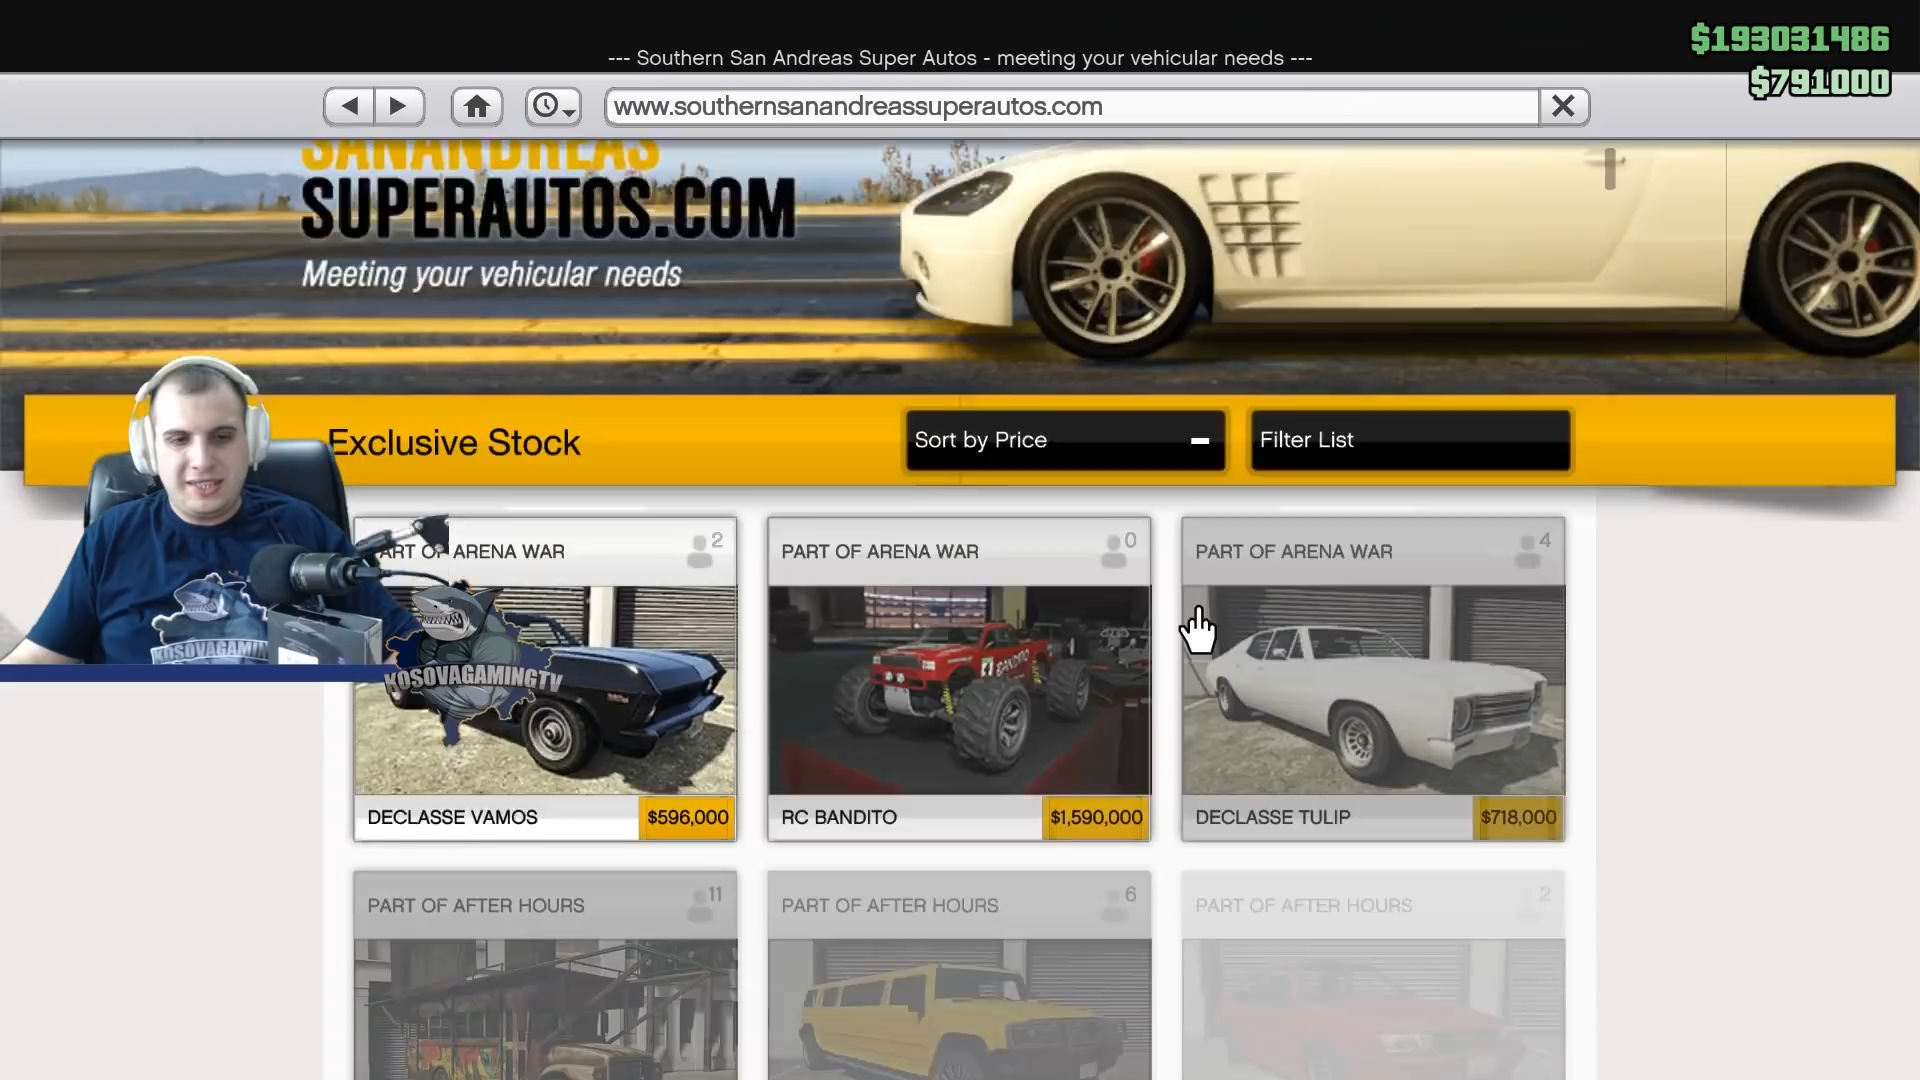 $193031486
--- Southern San Andreas Super Autos - meeting your vehicular needs ---
$791000
www.southernsanandreassuperautos.com
SANANDREAS
SUPERAUTOS.COM
Meeting your vehicular needs
Exclusive Stock
Sort by Price
Filter List
PART OF ARENA WAR
2
PART OF ARENA WAR
0
PART OF ARENA WAR
4
BANDITO
KOSOVAGAMINGTV
KOSOVAGAMING
DECLASSE VAMOS
$596,000
RC BANDITO
$1,590,000
DECLASSE TULIP
$718,000
PART OF AFTER HOURS
11
PART OF AFTER HOURS
6
PART OF AFTER HOURS
2